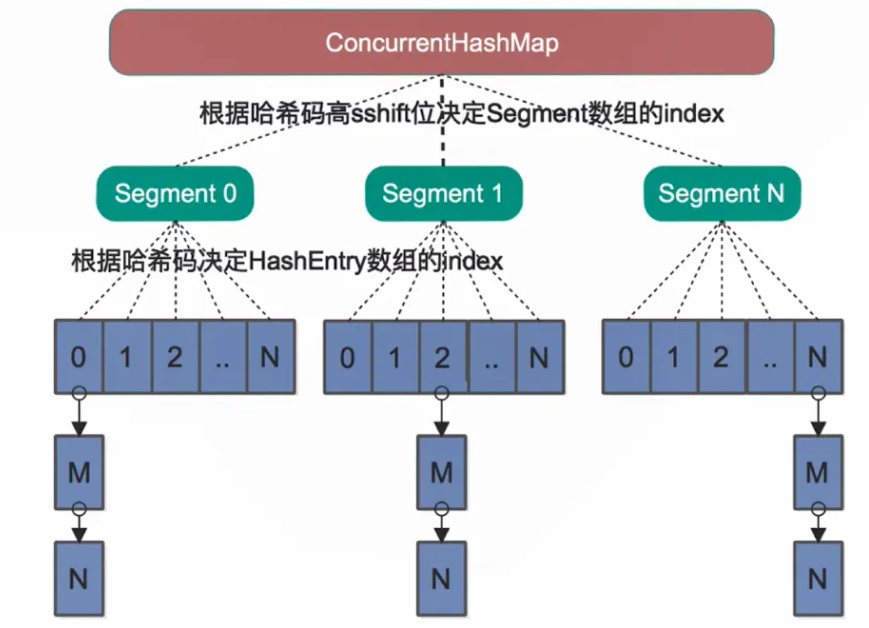 ConcurrentHashMap
根据哈希码高sshift位决定Segment数组的index
Segment 0 Segment 1 Segment N
根据哈希码决定HashEntry数组的index
0 1 2 .. N 0 1 2 .. N 0 1 2 .. N
M M M
N N N